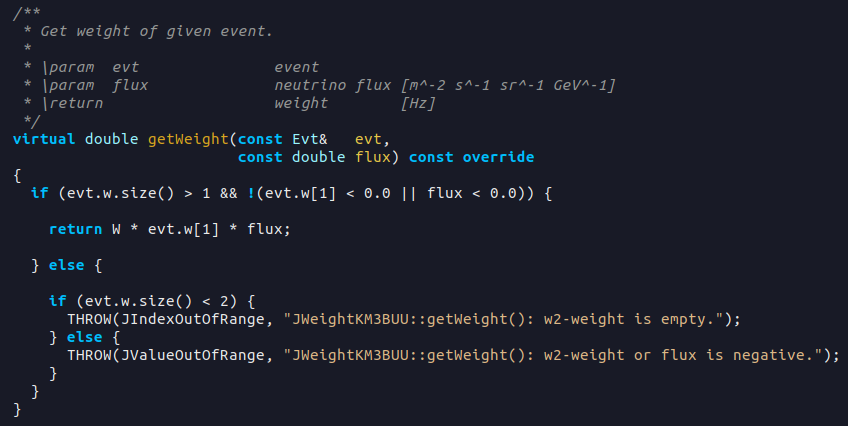 /**
 * Get weight of given event.
 *
 * \param  evt               event
 * \param  flux              neutrino flux [m^-2 s^-1 sr^-1 GeV^-1]
 * \return                   weight        [Hz]
 */
virtual double getWeight(const Evt&   evt,
                         const double flux) const override
{
  if (evt.w.size() > 1 && !(evt.w[1] < 0.0 || flux < 0.0)) {

    return W * evt.w[1] * flux;

  } else {

    if (evt.w.size() < 2) {
      THROW(JIndexOutOfRange, "JWeightKM3BUU::getWeight(): w2-weight is empty.");
    } else {
      THROW(JValueOutOfRange, "JWeightKM3BUU::getWeight(): w2-weight or flux is negative.");
    }
  }
}